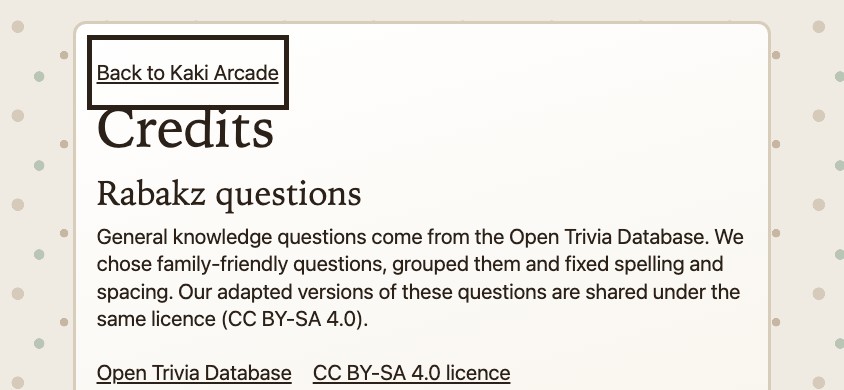 Back to Kaki Arcade
Credits
Rabakz questions
General knowledge questions come from the Open Trivia Database. We
chose family-friendly questions, grouped them and fixed spelling and
spacing. Our adapted versions of these questions are shared under the
same licence (CC BY-SA 4.0).
Open Trivia Database CC BY-SA 4.0 licence